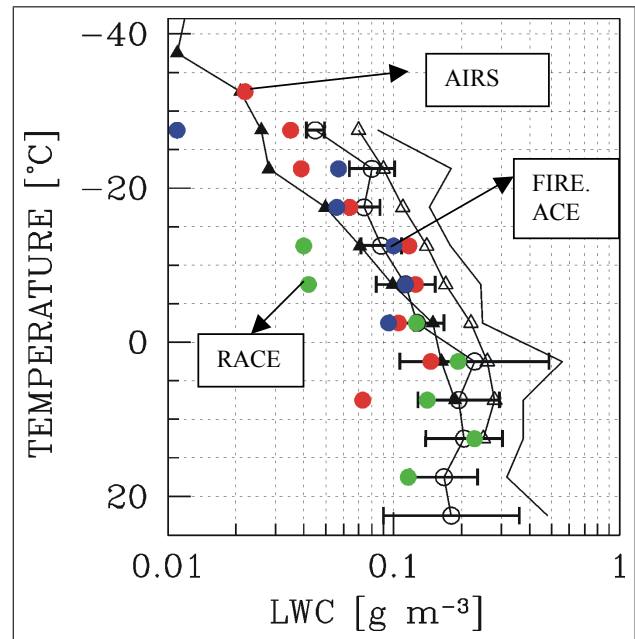 -40
-20
0
20
TEMPERATURE [°C]
AIRS
FIRE.
ACE
RACE
0.01
0.1
1
LWC [g m⁻³]